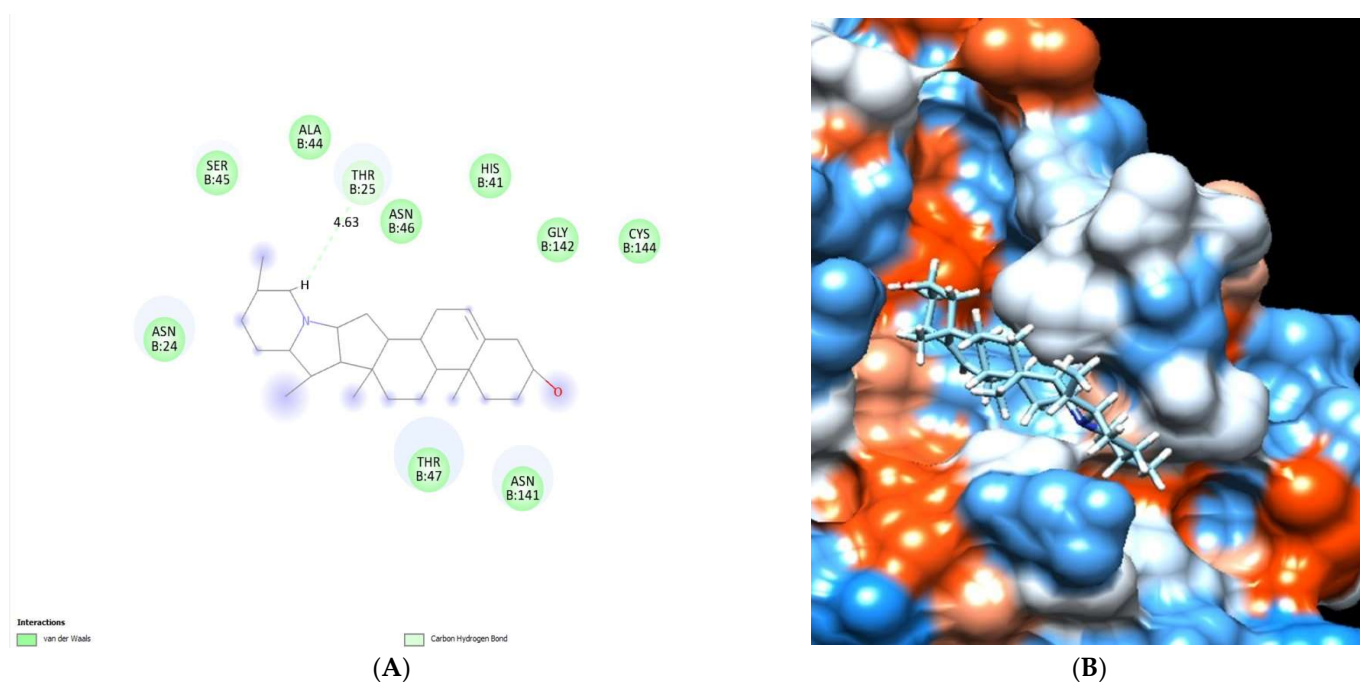 ALA
B:44
SER
B:45
THR
B:25
HIS
B:41
4.63
ASN
B:46
GLY
B:142
CYS
B:144
H
ASN
B:24
N
O
THR
B:47
ASN
B:141
Interactions
van der Waals
Carbon Hydrogen Bond
(A)
(B)